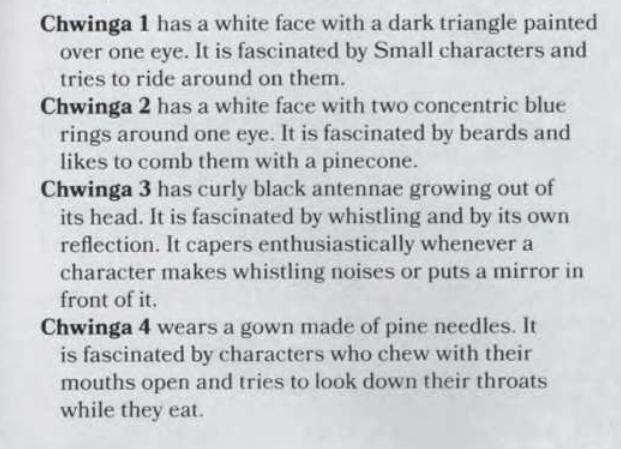 Chwinga 1 has a white face with a dark triangle painted
over one eye. It is fascinated by Small characters and
tries to ride around on them.
Chwinga 2 has a white face with two concentric blue
rings around one eye. It is fascinated by beards and
likes to comb them with a pinecone.
Chwinga 3 has curly black antennae growing out of
its head. It is fascinated by whistling and by its own
reflection. It capers enthusiastically whenever a
character makes whistling noises or puts a mirror in
front of it.
Chwinga 4 wears a gown made of pine needles. It
is fascinated by characters who chew with their
mouths open and tries to look down their throats
while they eat.